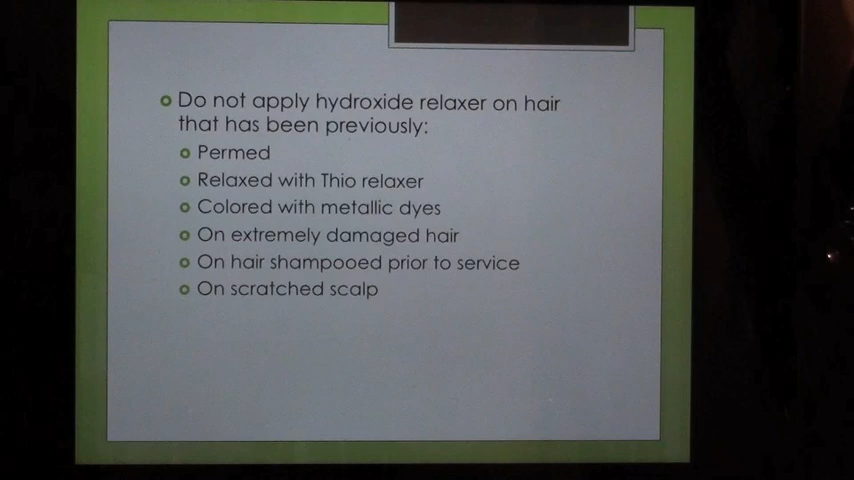 Do not apply hydroxide relaxer on hair
that has been previously:
Permed
Relaxed with Thio relaxer
Colored with metallic dyes
On extremely damaged hair
On hair shampooed prior to service
On scratched scalp